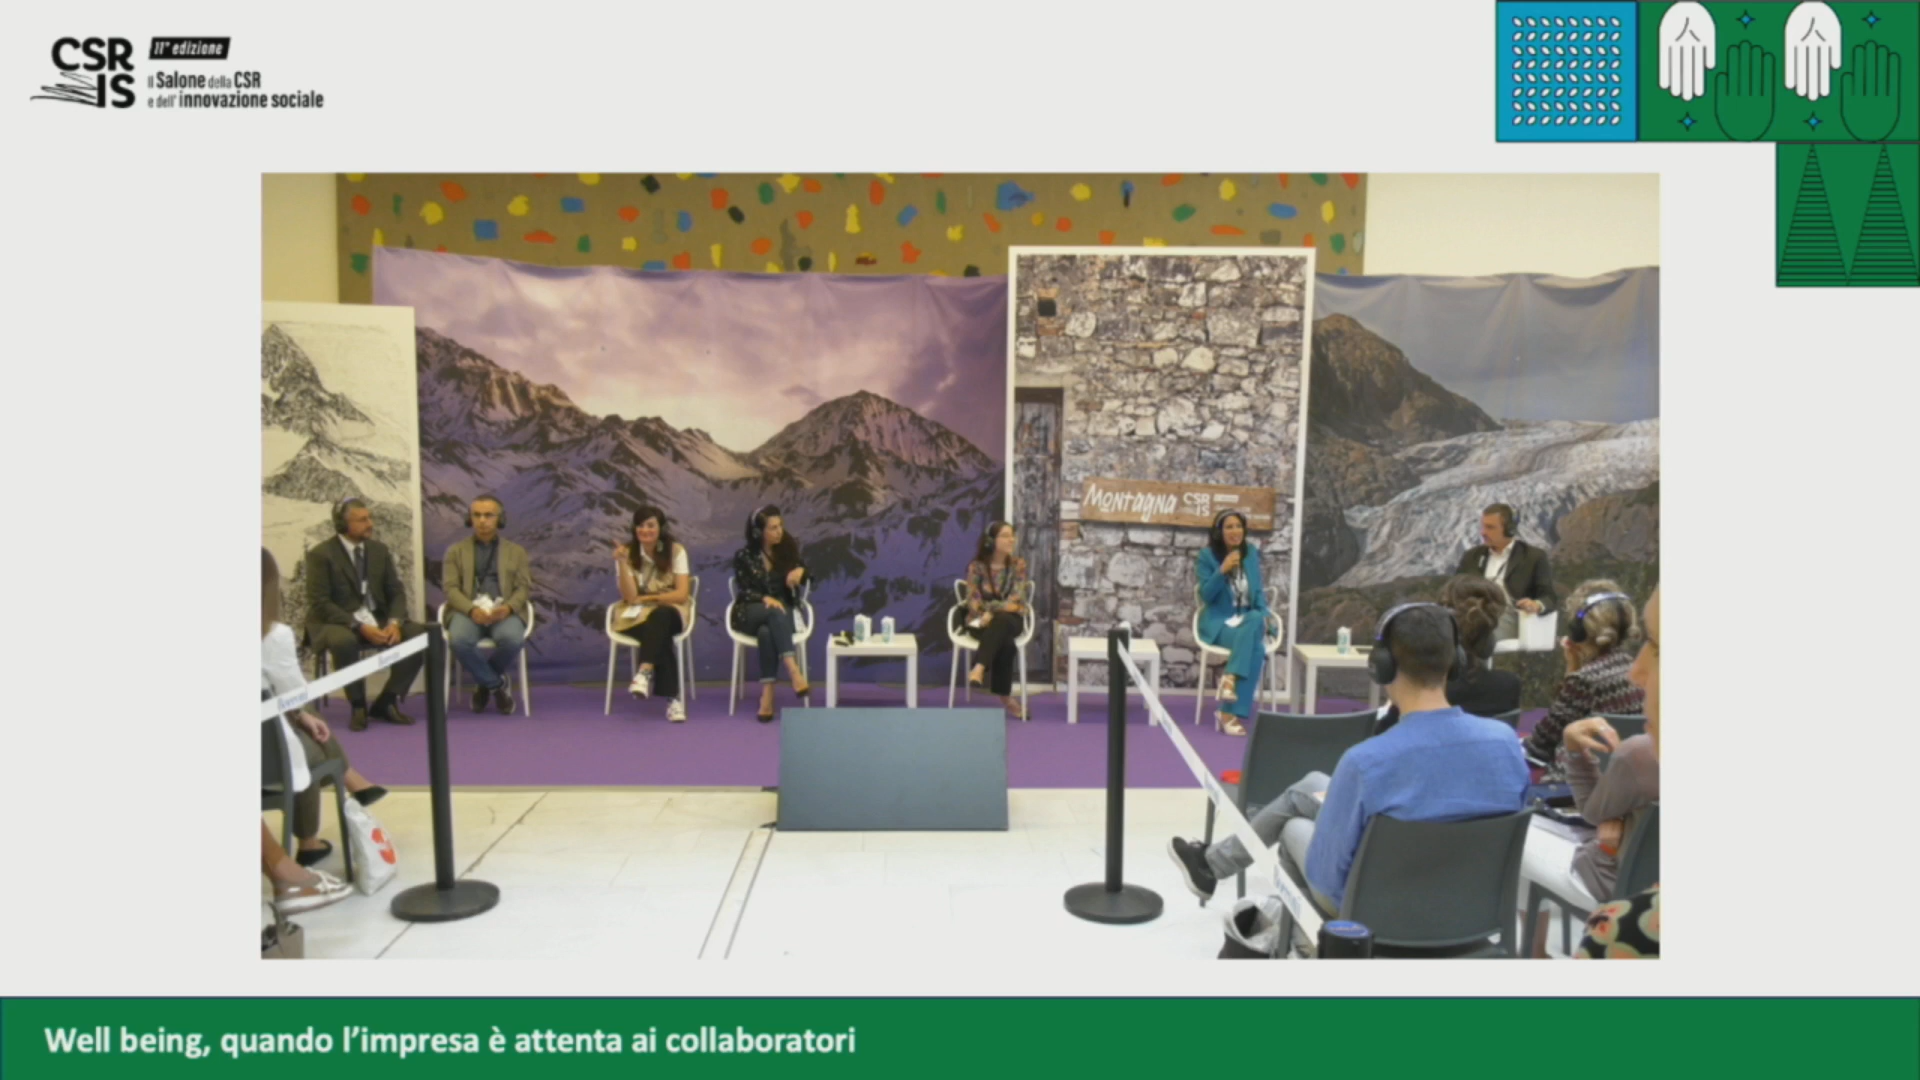 CSR
IS
11ª edizione
Il Salone della CSR
e dell'innovazione sociale
Montagna CSR
IS
Well being, quando l'impresa è attenta ai collaboratori